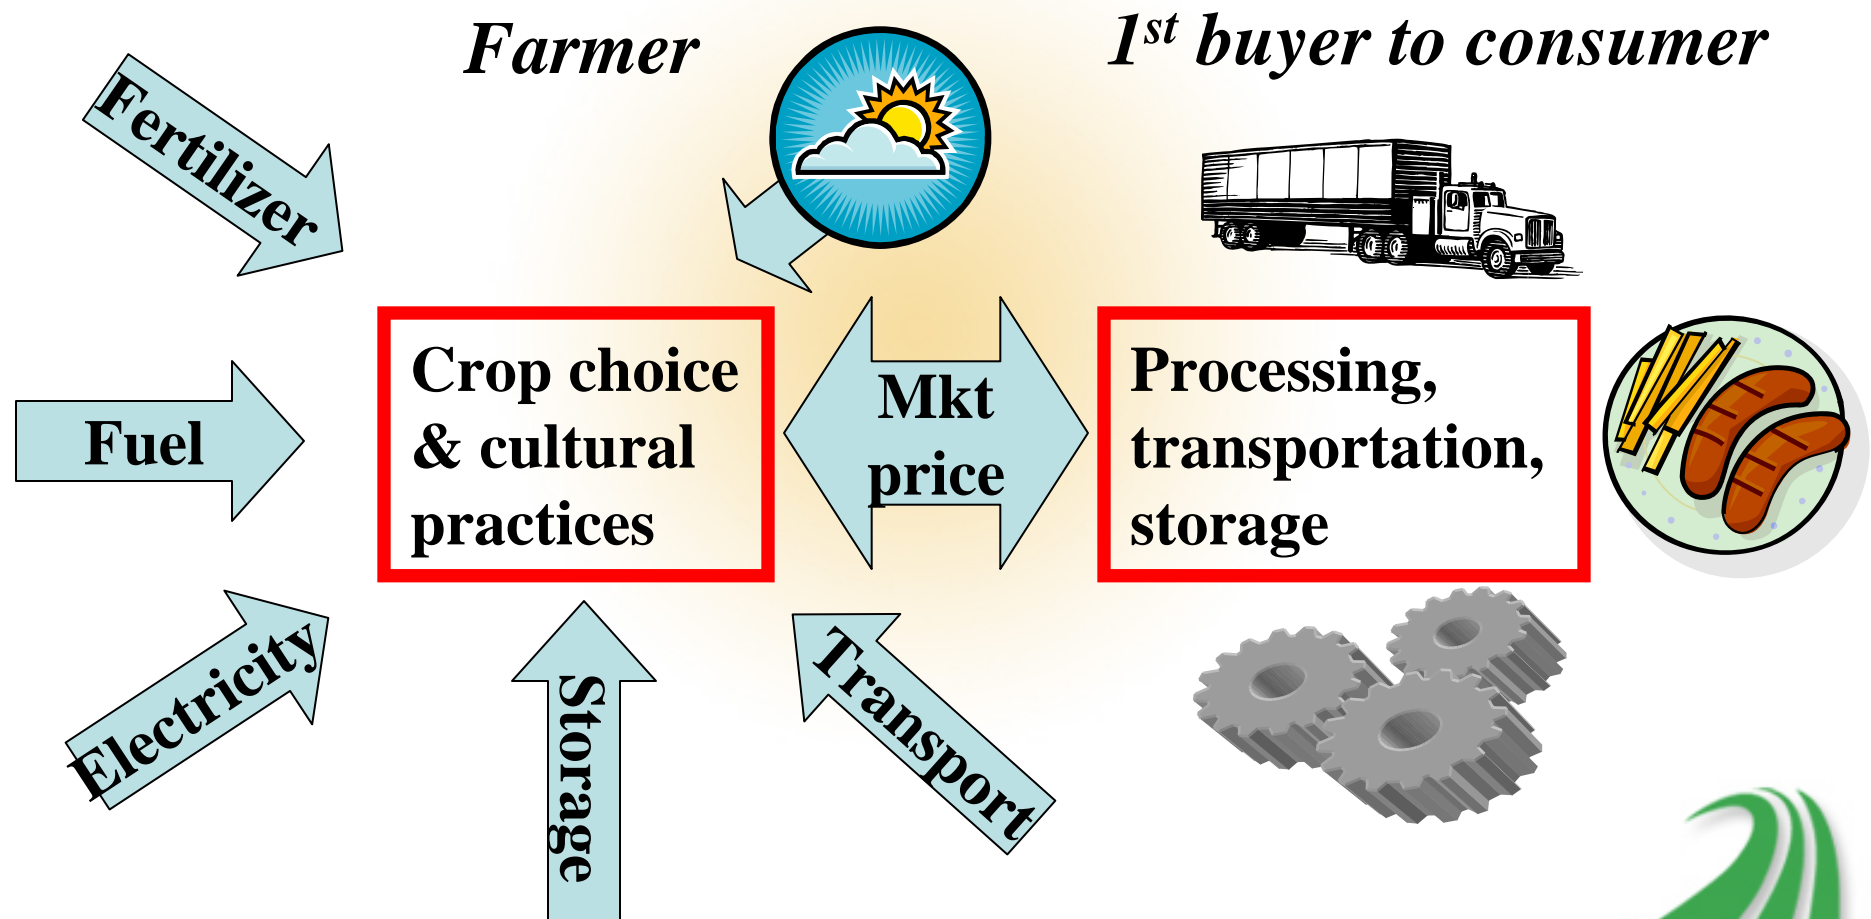 Farmer
1st buyer to consumer
Fertilizer
Fuel
Electricity
Storage
Transport
Crop choice
& cultural
practices
Mkt
price
Processing,
transportation,
storage